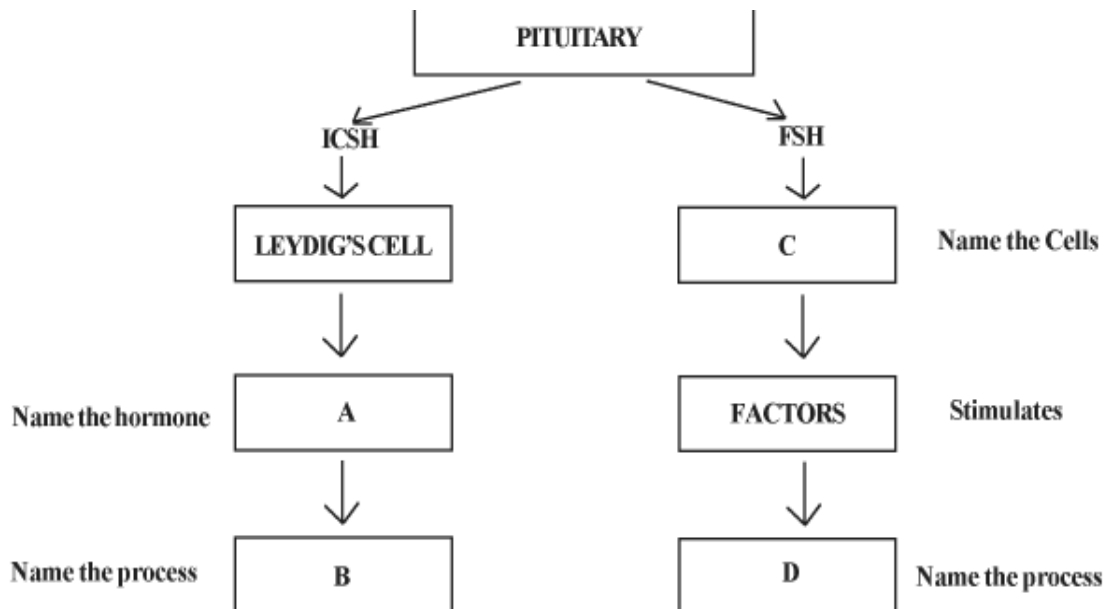 PITUITARY
ICSH
FSH
LEYDIG'S CELL
C
Name the Cells
Name the hormone
A
FACTORS
Stimulates
Name the process
B
D
Name the process